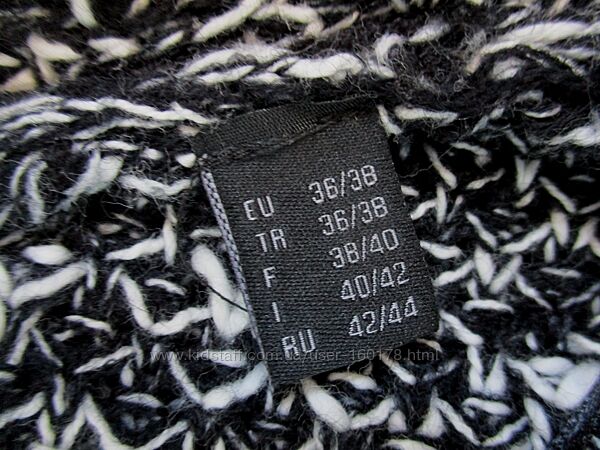 EU 36/38
TR 36/38
F 38/40
I 40/42
RU 42/44
www.kidstaff.com.ua/user-160178.html